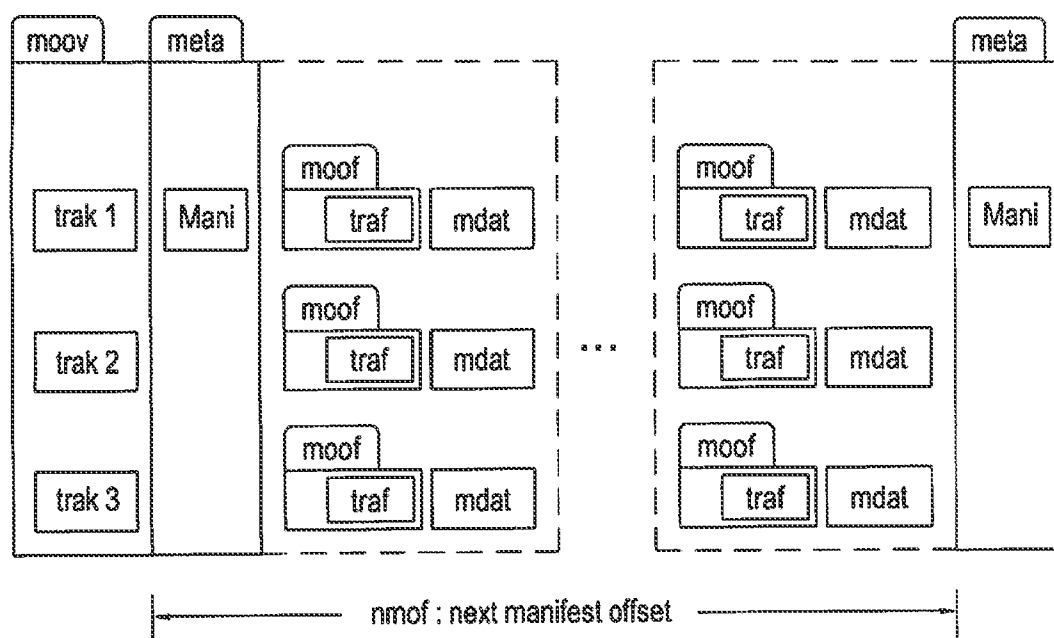 moov meta meta
moof moof
trak 1 Mani traf mdat traf mdat Mani
moof moof
trak 2 traf mdat ... traf mdat
moof moof
trak 3 traf mdat traf mdat
nmof : next manifest offset